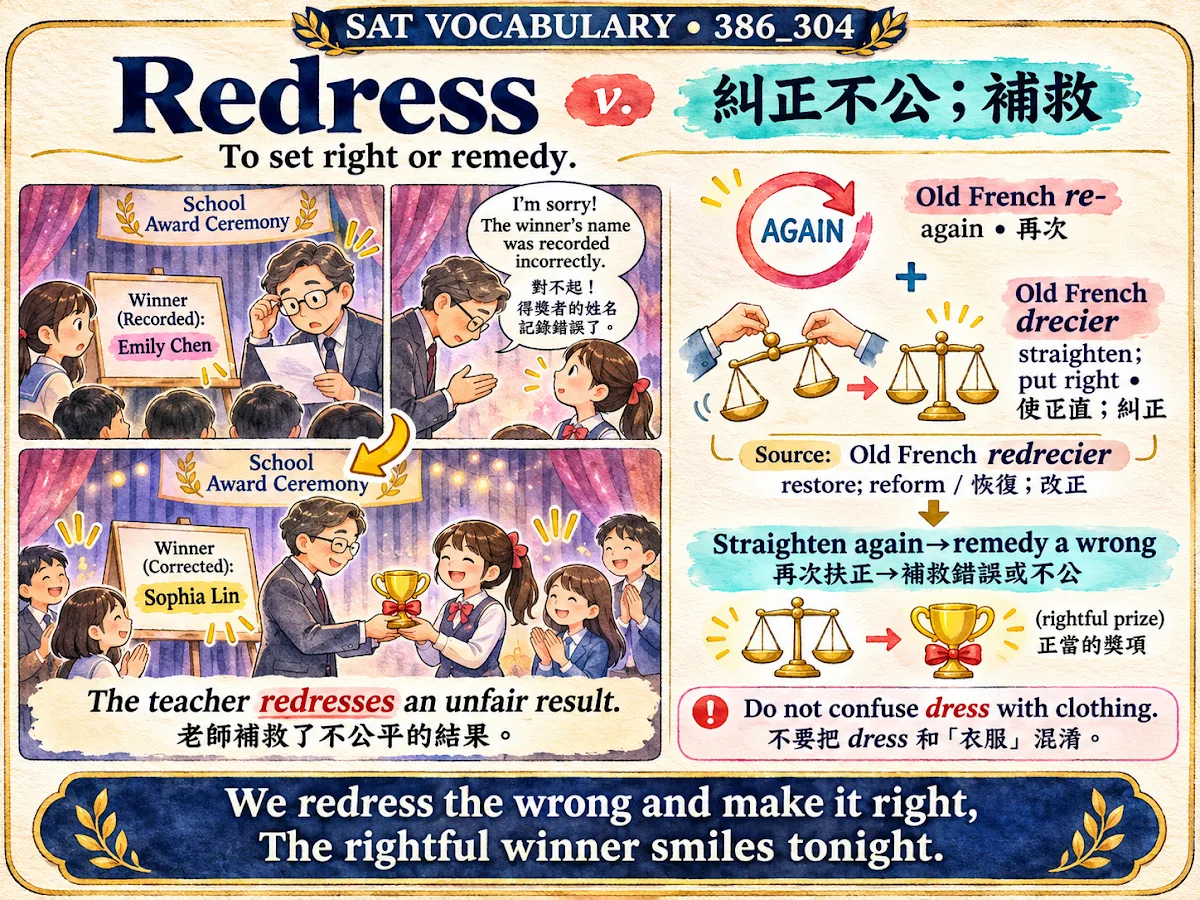 SAT VOCABULARY • 386_304
Redress
v.
糾正不公；補救
To set right or remedy.
School
Award Ceremony
Winner
(Recorded):
Emily Chen
I'm sorry!
The winner's name
was recorded
incorrectly.
對不起！
得獎者的姓名
記錄錯誤了。
School
Award Ceremony
Winner
(Corrected):
Sophia Lin
The teacher redresses an unfair result.
老師補救了不公平的結果。
AGAIN
Old French re-
again • 再次
+
Old French
drecier
straighten;
put right •
使正直；糾正
Source: Old French redrecier
restore; reform / 恢復；改正
Straighten again→remedy a wrong
再次扶正→補救錯誤或不公
(rightful prize)
正當的獎項
! Do not confuse dress with clothing.
不要把 dress 和「衣服」混淆。
We redress the wrong and make it right,
The rightful winner smiles tonight.